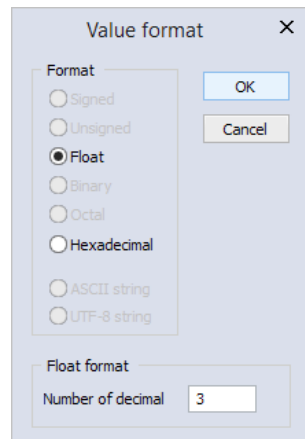 Value format
Format
Signed
Unsigned
Float
Binary
Octal
Hexadecimal
ASCII string
UTF-8 string
OK
Cancel
Float format
Number of decimal 3